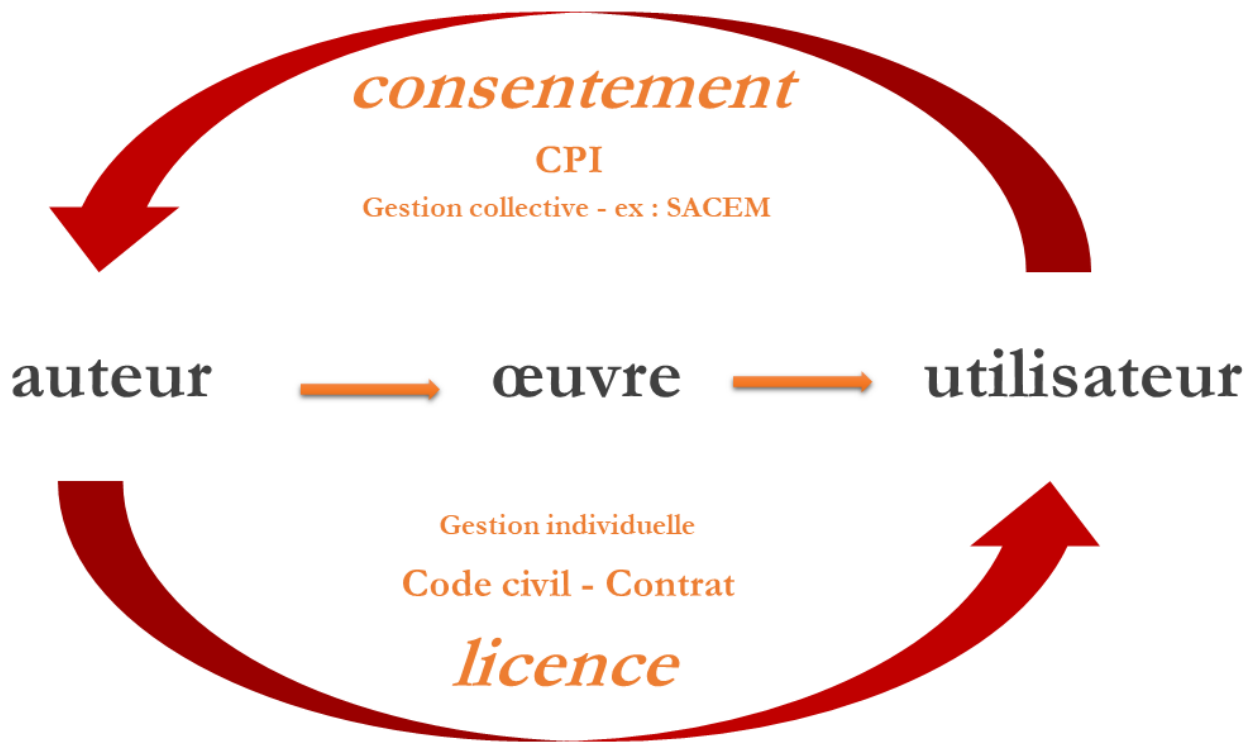 consentement
CPI
Gestion collective - ex : SACEM
auteur œuvre utilisateur
Gestion individuelle
Code civil - Contrat
licence